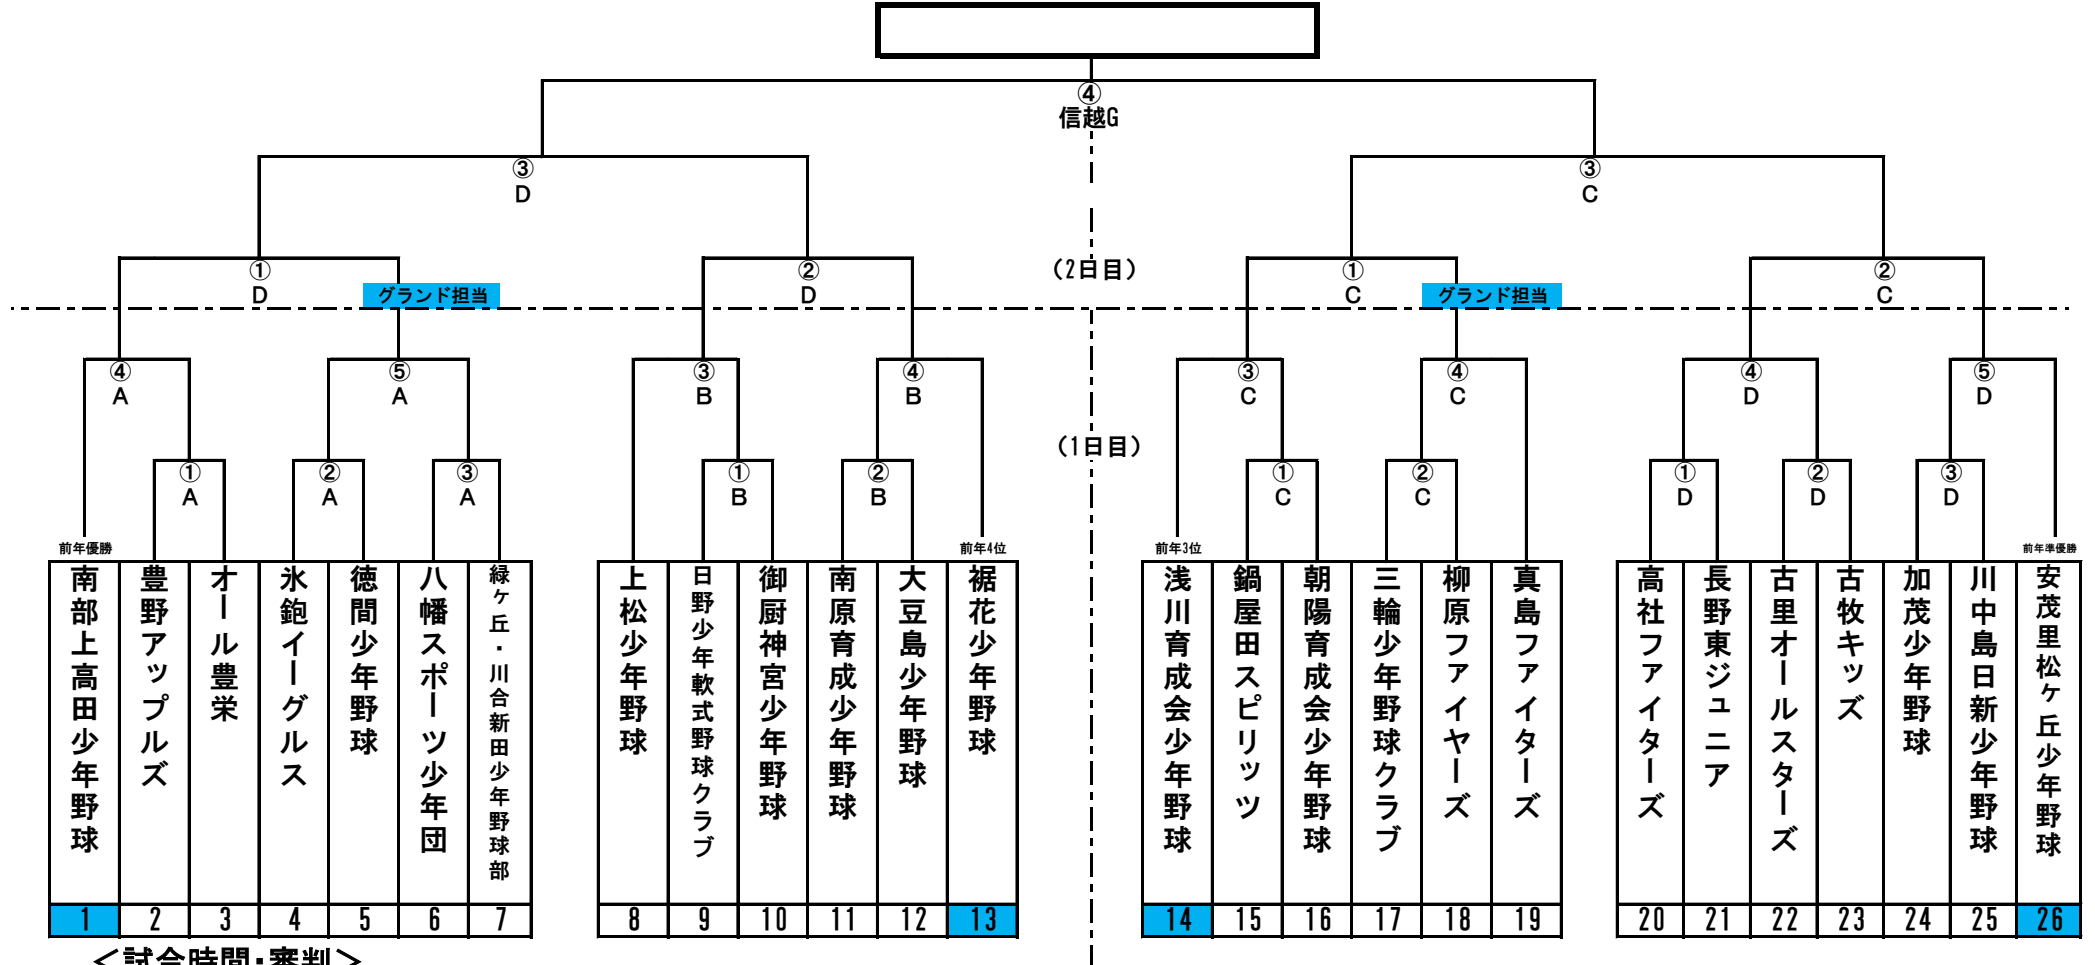 ④
信越G
③
D
③
C
①
D
グランド担当
②
D
(2日目)
①
C
グランド担当
②
C
④
A
⑤
A
③
B
④
B
③
C
④
C
④
D
⑤
D
(1日目)
①
A
②
A
③
A
①
B
②
B
①
C
②
C
①
D
②
D
③
D
前年優勝
前年4位
前年3位
前年準優勝
南部上高田少年野球
豊野アップルズ
オール豊栄
氷鉋イーグルス
徳間少年野球
八幡スポーツ少年団
緑ヶ丘・川合新田少年野球部
上松少年野球
日野少年軟式野球クラブ
御厨神宮少年野球
南原育成少年野球
大豆島少年野球
裾花少年野球
浅川育成会少年野球
鍋屋田スピリッツ
朝陽育成会少年野球
三輪少年野球クラブ
柳原ファイヤーズ
真島ファイターズ
高社ファイターズ
長野東ジュニア
古里オールスターズ
古牧キッズ
加茂少年野球
川中島日新少年野球
安茂里松ヶ丘少年野球
1 2 3 4 5 6 7 8 9 10 11 12 13 14 15 16 17 18 19 20 21 22 23 24 25 26
＜試合時間・審判＞